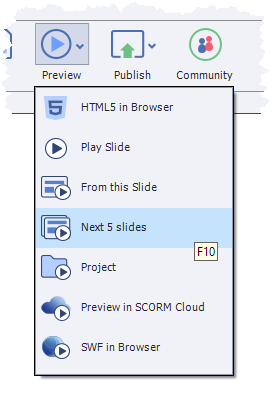 Preview Publish Community
HTML5 in Browser
Play Slide
From this Slide
Next 5 slides
F10
Project
Preview in SCORM Cloud
SWF in Browser